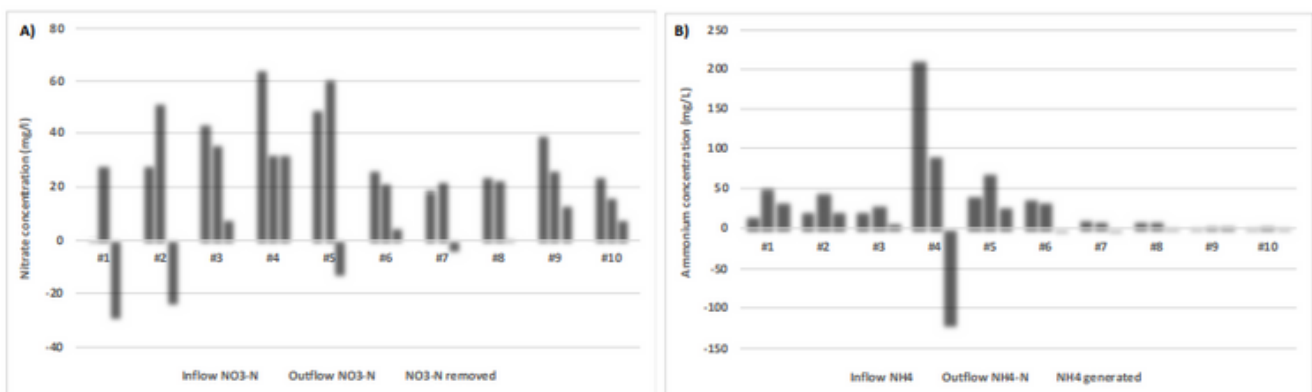 A)
Nitrate concentration (mg/l)
80
60
40
20
0
-20
-40
#1 #2 #3 #4 #5 #6 #7 #8 #9 #10
Inflow NO3-N Outflow NO3-N NO3-N removed
B)
Ammonium concentration (mg/L)
250
200
150
100
50
0
-50
-100
-150
#1 #2 #3 #4 #5 #6 #7 #8 #9 #10
Inflow NH4 Outflow NH4-N NH4 generated